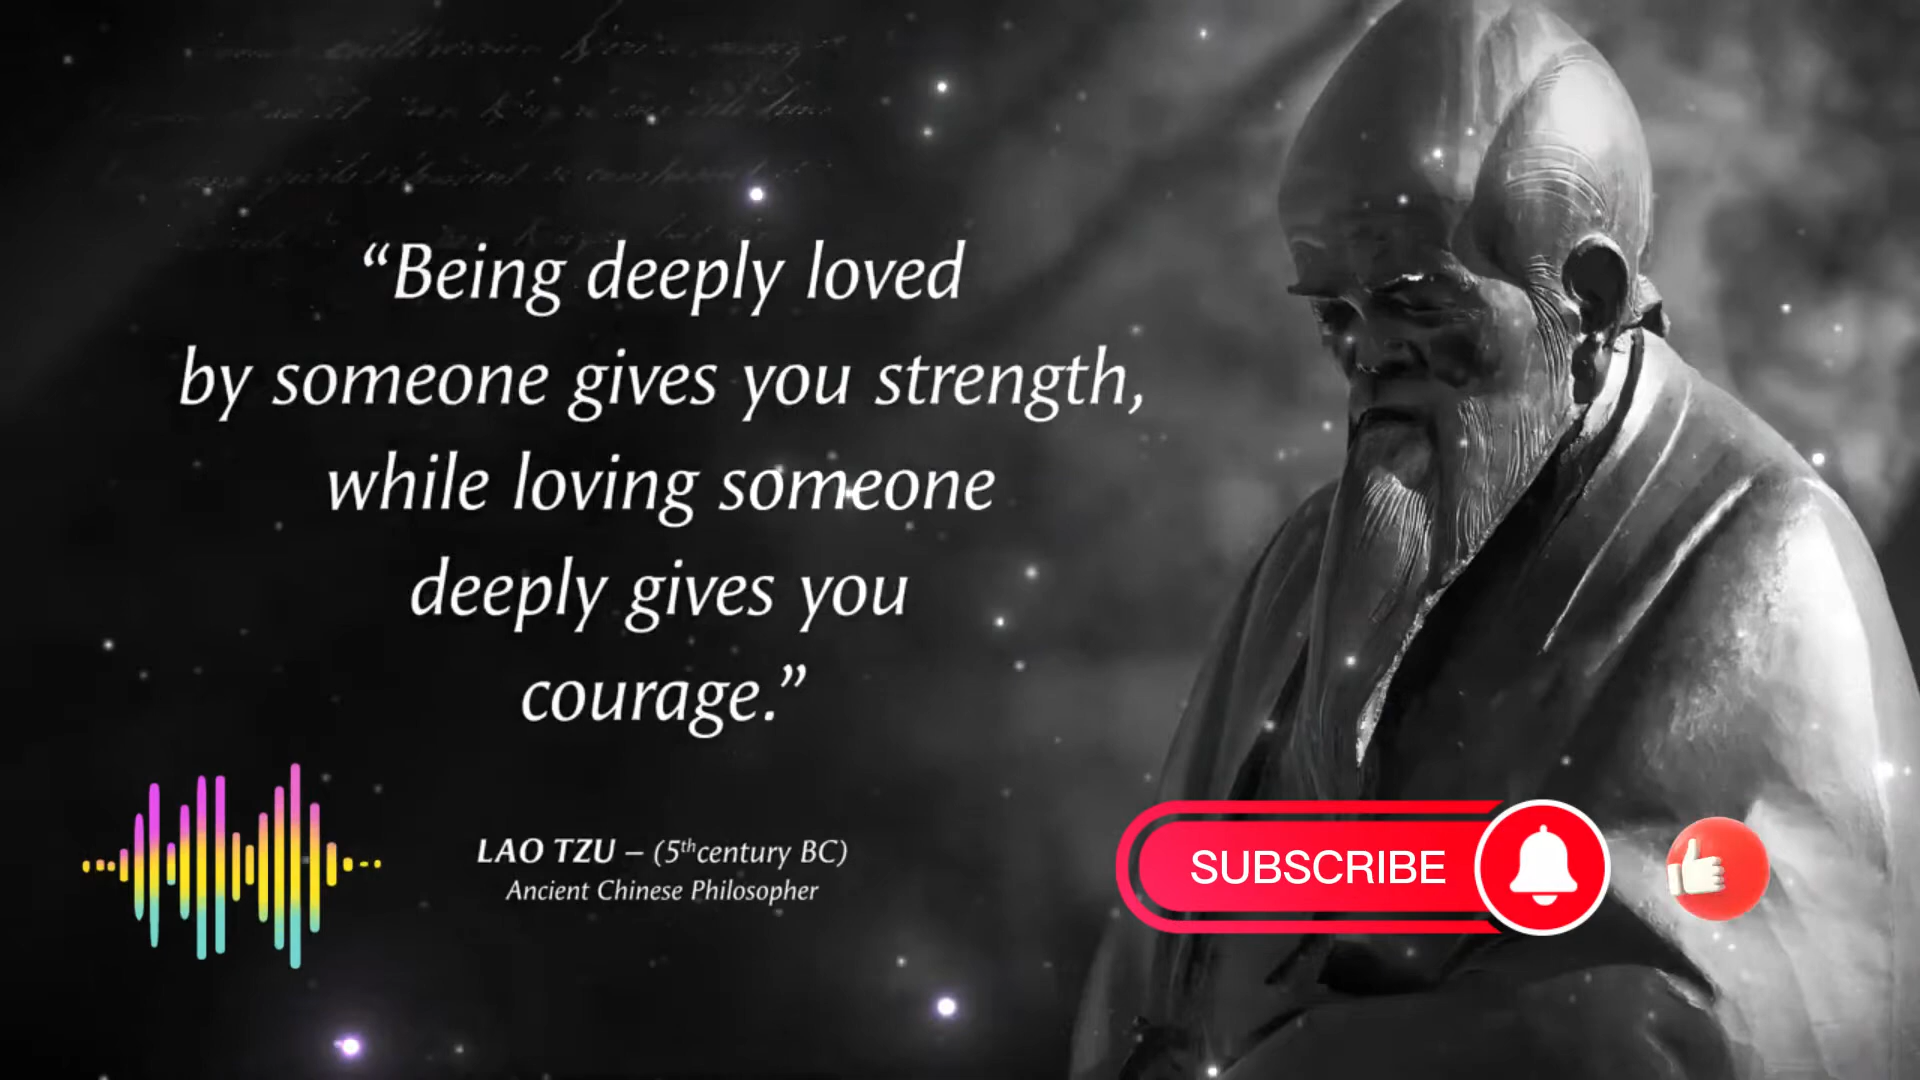 “Being deeply loved
by someone gives you strength,
while loving someone
deeply gives you
courage.”
LAO TZU – (5thcentury BC)
Ancient Chinese Philosopher
SUBSCRIBE